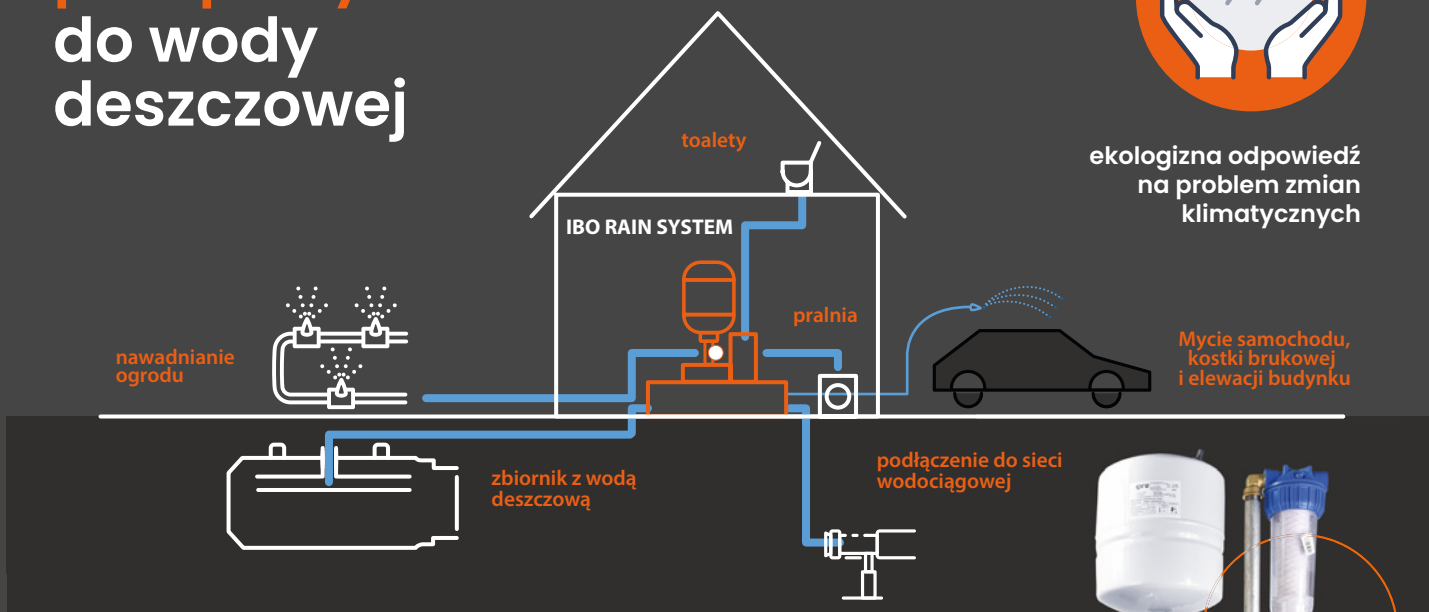 do wody
deszczowej
toalety
ekologizna odpowiedź
na problem zmian
klimatycznych
IBO RAIN SYSTEM
pralnia
nawadnianie
ogrodu
Mycie samochodu,
kostki brukowej
i elewacji budynku
zbiornik z wodą
deszczową
podłączenie do sieci
wodociągowej